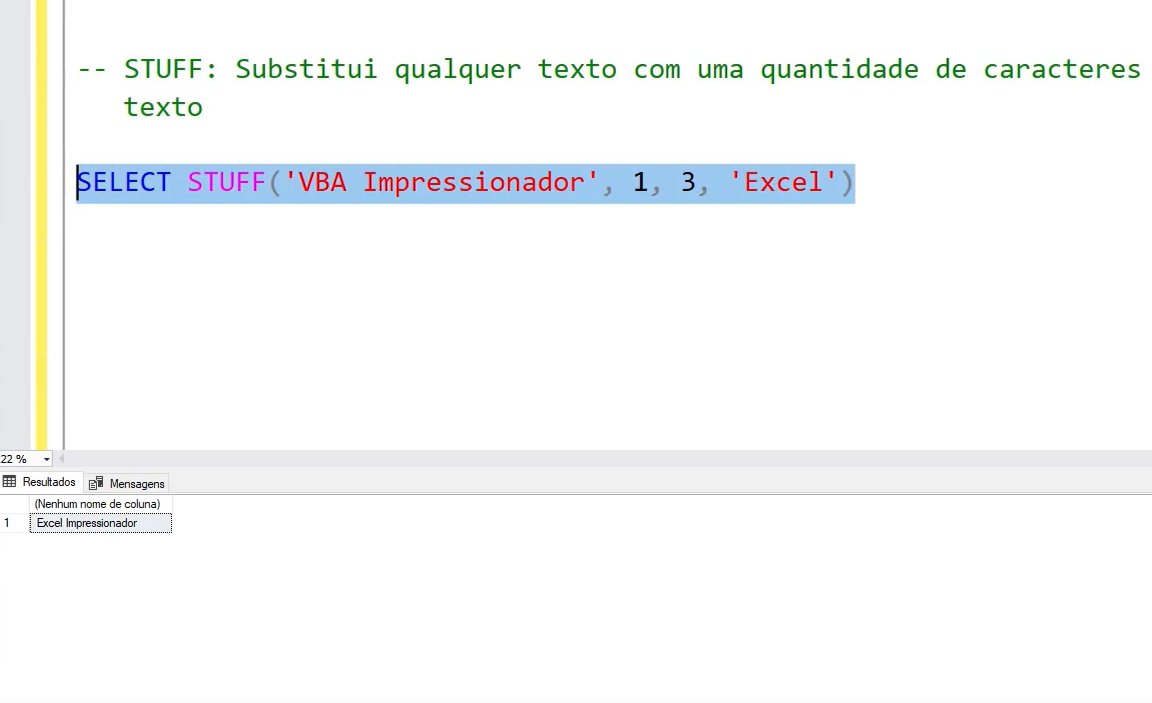 -- STUFF: Substitui qualquer texto com uma quantidade de caracteres
texto
SELECT STUFF('VBA Impressionador', 1, 3, 'Excel')
22 %
Resultados Mensagens
(Nenhum nome de coluna)
1 Excel Impressionador